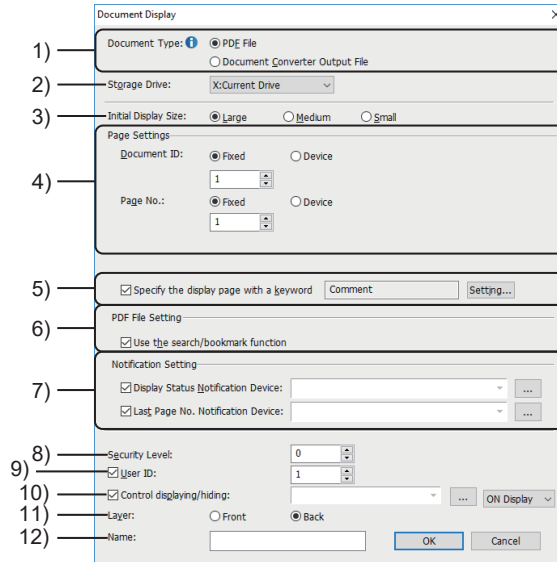 Document Display
1) Document Type: PDF File
Document Converter Output File
2) Storage Drive: X:Current Drive
3) Initial Display Size: Large Medium Small
Page Settings
4) Document ID: Fixed Device
1
Page No.: Fixed Device
1
5) Specify the display page with a keyword Comment Setting...
6) PDF File Setting
Use the search/bookmark function
Notification Setting
7) Display Status Notification Device: ...
Last Page No. Notification Device: ...
8) Security Level: 0
9) User ID: 1
10) Control displaying/hiding: ... ON Display
11) Layer: Front Back
12) Name: OK Cancel